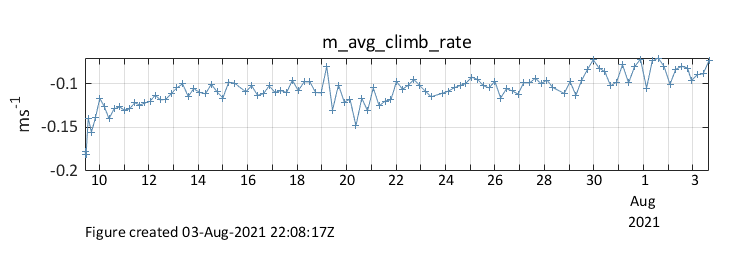 m_avg_climb_rate
-0.1
-0.15
-0.2
ms-1
10 12 14 16 18 20 22 24 26 28 30 1 3
Aug
2021
Figure created 03-Aug-2021 22:08:17Z